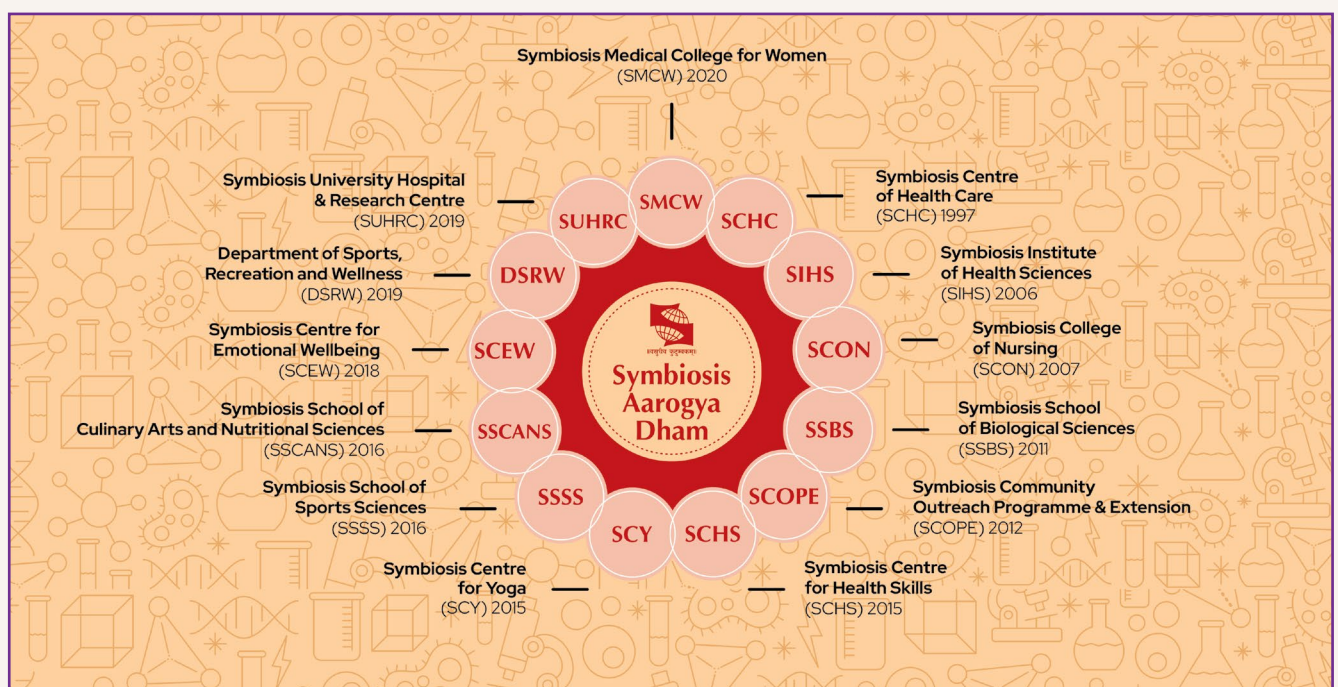 Symbiosis Medical College for Women
(SMCW) 2020
Symbiosis University Hospital
& Research Centre
(SUHRC) 2019
Department of Sports,
Recreation and Wellness
(DSRW) 2019
Symbiosis Centre for
Emotional Wellbeing
(SCEW) 2018
Symbiosis School of
Culinary Arts and Nutritional Sciences
(SSCANS) 2016
Symbiosis School of
Sports Sciences
(SSSS) 2016
Symbiosis Centre
for Yoga
(SCY) 2015
SMCW
SCHC
SIHS
SCON
SSBS
SCOPE
SCHS
SCY
SSSS
SSCANS
SCEW
DSRW
SUHRC
॥वसुधैव कुटुम्बकम्॥
Symbiosis
Aarogya
Dham
Symbiosis Centre
of Health Care
(SCHC) 1997
Symbiosis Institute
of Health Sciences
(SIHS) 2006
Symbiosis College
of Nursing
(SCON) 2007
Symbiosis School
of Biological Sciences
(SSBS) 2011
Symbiosis Community
Outreach Programme & Extension
(SCOPE) 2012
Symbiosis Centre
for Health Skills
(SCHS) 2015